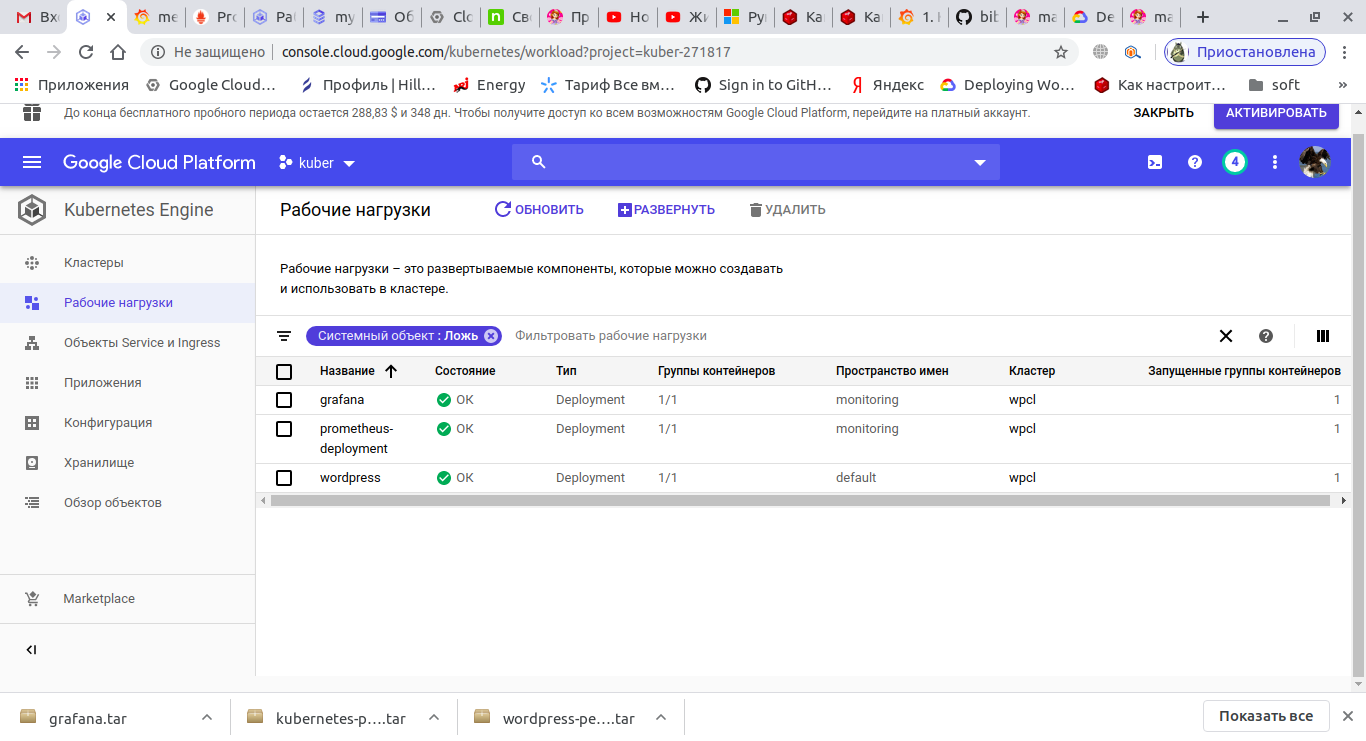 Вхо
me
Pro
Pat
my
Об
Clo
Све
Пр
Но
Жи
Ру
Ка
Ка
1. К
bib
ma
De
ma
Не защищено
console.cloud.google.com/kubernetes/workload?project=kuber-271817
Приостановлена
Приложения
Google Cloud…
Профиль | Hill…
Energy
Тариф Все вм…
Sign in to GitH…
Яндекс
Deploying Wo…
Как настроит…
soft
»
До конца бесплатного пробного периода остается 288,83 $ и 348 дн. Чтобы получите доступ ко всем возможностям Google Cloud Platform, перейдите на платный аккаунт.
ЗАКРЫТЬ
АКТИВИРОВАТЬ
Google Cloud Platform
kuber
4
Kubernetes Engine
Рабочие нагрузки
ОБНОВИТЬ
РАЗВЕРНУТЬ
УДАЛИТЬ
Кластеры
Рабочие нагрузки
Объекты Service и Ingress
Приложения
Конфигурация
Хранилище
Обзор объектов
Marketplace
Рабочие нагрузки – это развертываемые компоненты, которые можно создавать
и использовать в кластере.
Системный объект : Ложь
Фильтровать рабочие нагрузки
Название Состояние Тип Группы контейнеров Пространство имен Кластер Запущенные группы контейнеров
grafana OK Deployment 1/1 monitoring wpcl 1
prometheus- OK Deployment 1/1 monitoring wpcl 1
deployment
wordpress OK Deployment 1/1 default wpcl 1
grafana.tar
kubernetes-p….tar
wordpress-pe….tar
Показать все